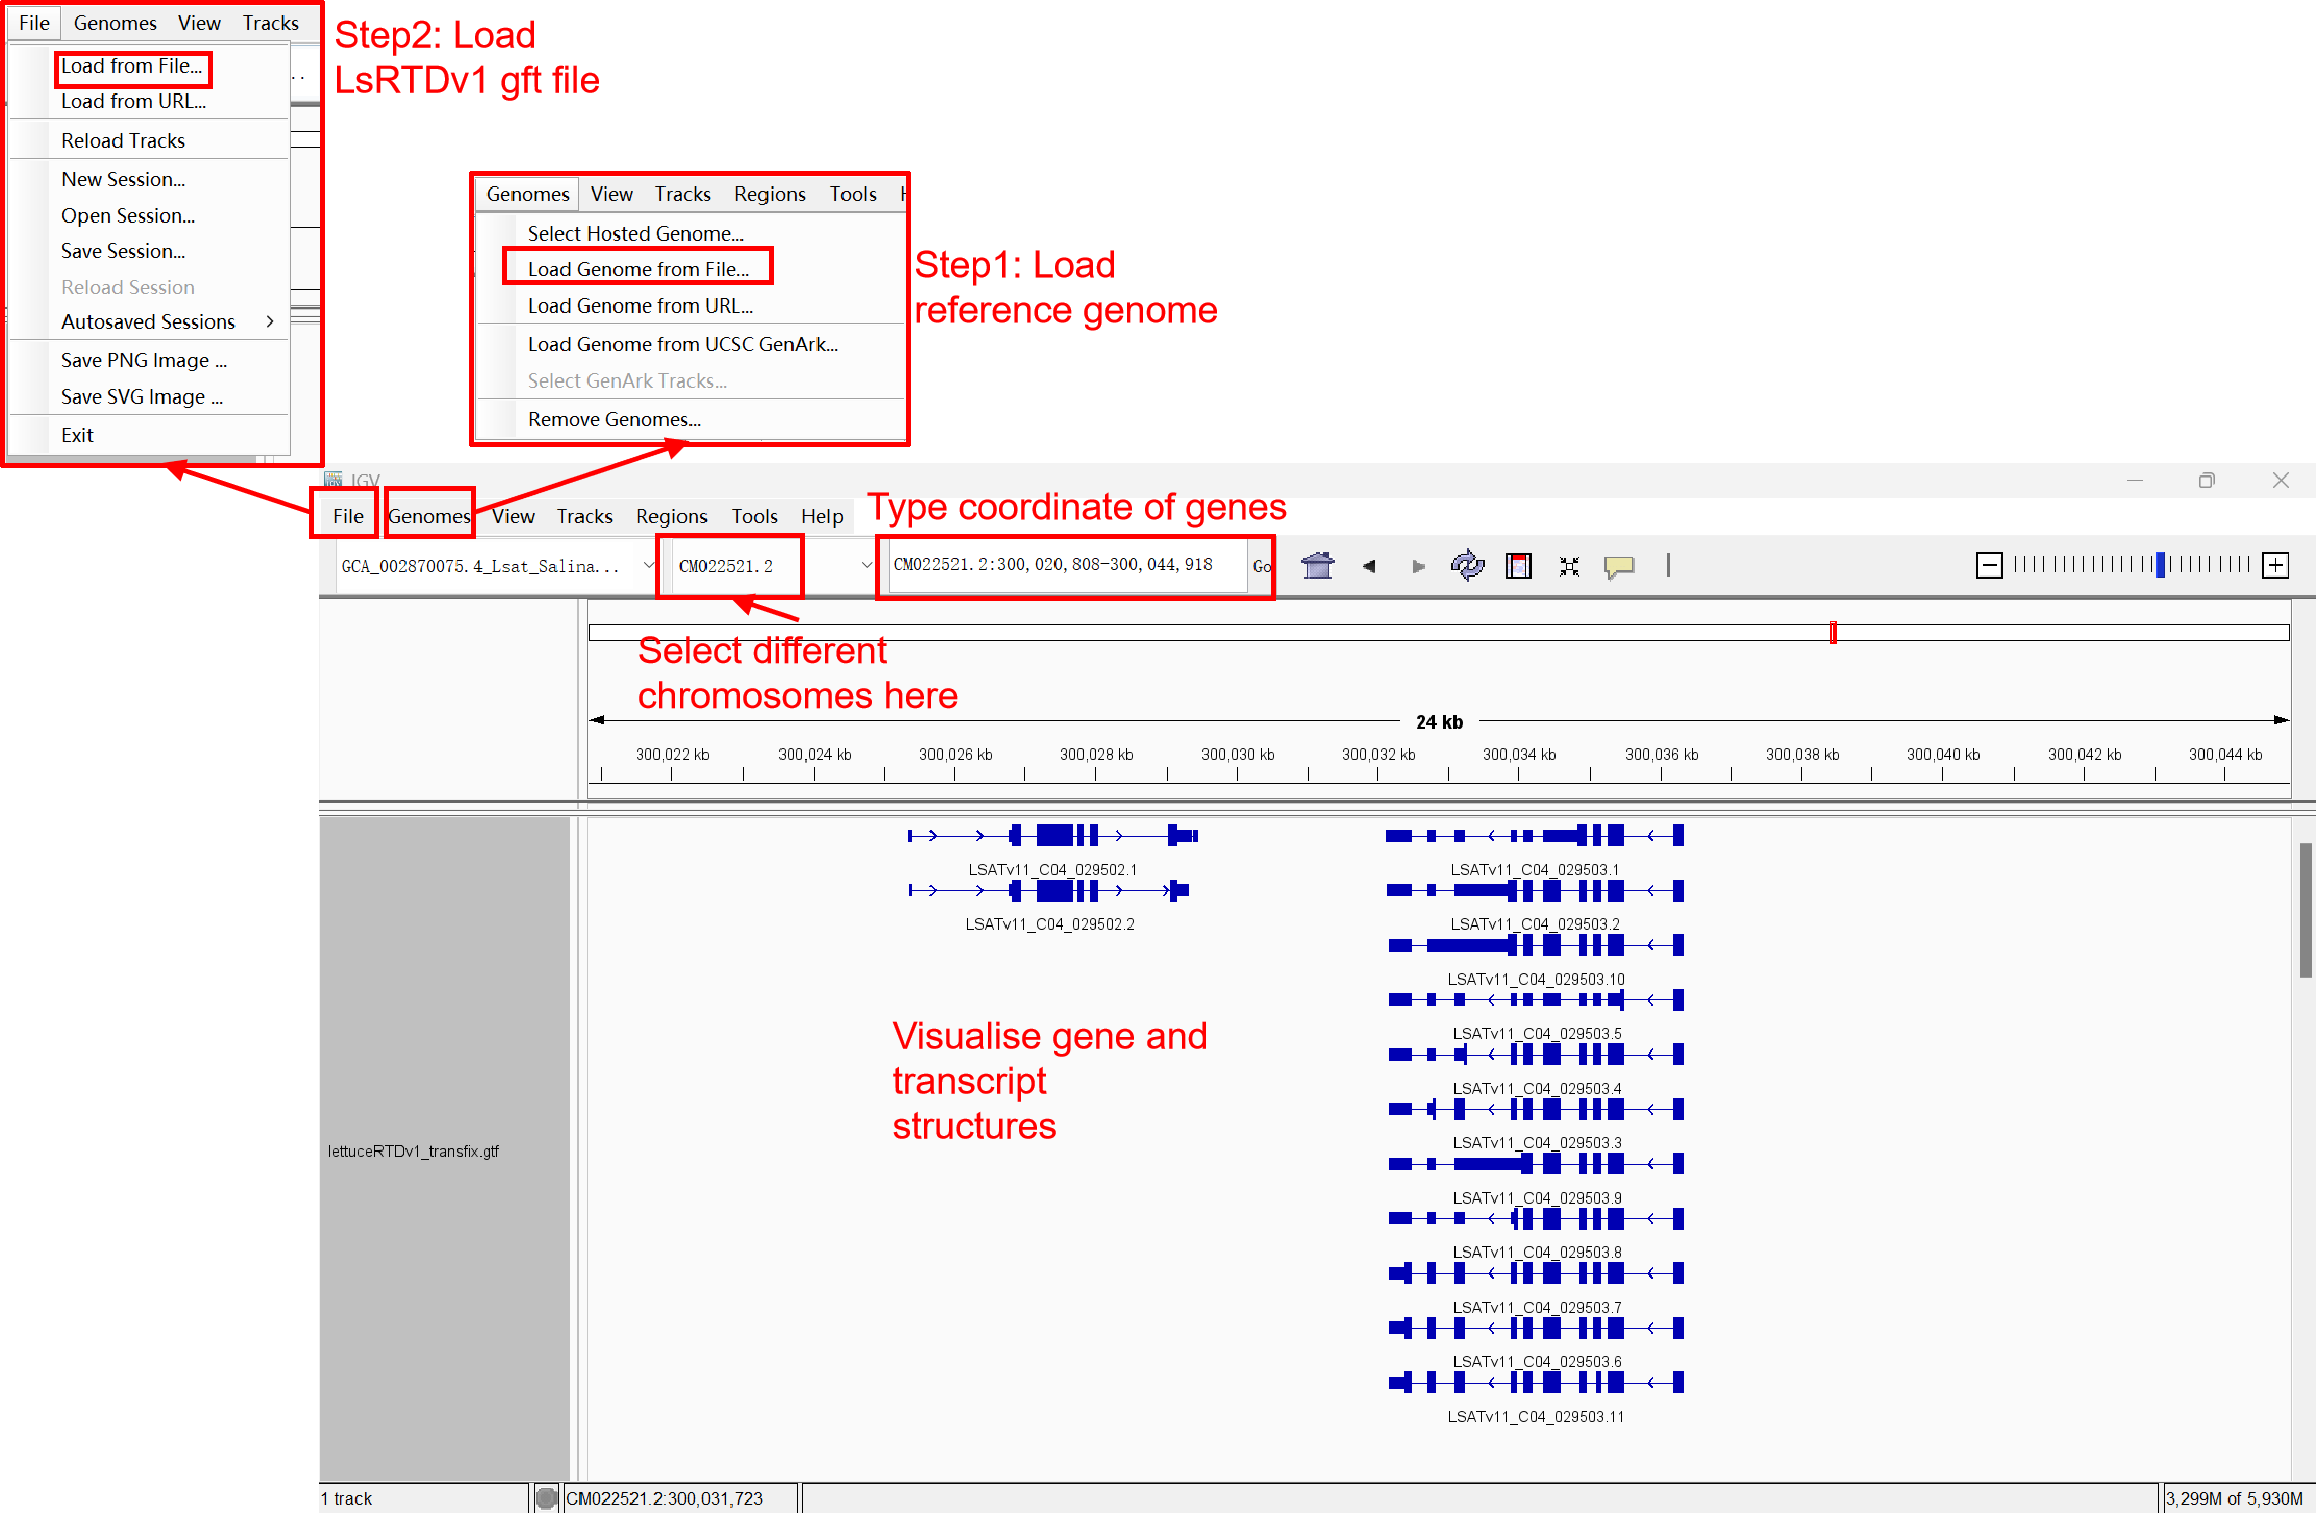 File Genomes View Tracks
Load from File...
Load from URL...
Reload Tracks
New Session...
Open Session...
Save Session...
Reload Session
Autosaved Sessions
Save PNG Image ...
Save SVG Image ...
Exit
Step2: Load
LsRTDv1 gft file
Genomes View Tracks Regions Tools
Select Hosted Genome...
Load Genome from File...
Load Genome from URL...
Load Genome from UCSC GenArk...
Select GenArk Tracks...
Remove Genomes...
Step1: Load
reference genome
IGV
File Genomes View Tracks Regions Tools Help
Type coordinate of genes
GCA_002870075.4_Lsat_Salina... CM022521.2 CM022521.2:300,020,808-300,044,918 Go
Select different
chromosomes here
24 kb
300,022 kb 300,024 kb 300,026 kb 300,028 kb 300,030 kb 300,032 kb 300,034 kb 300,036 kb 300,038 kb 300,040 kb 300,042 kb 300,044 kb
LSATv11_C04_029502.1 LSATv11_C04_029503.1
LSATv11_C04_029502.2 LSATv11_C04_029503.2
LSATv11_C04_029503.10
LSATv11_C04_029503.5
LSATv11_C04_029503.4
LSATv11_C04_029503.3
LSATv11_C04_029503.9
LSATv11_C04_029503.8
LSATv11_C04_029503.7
LSATv11_C04_029503.6
LSATv11_C04_029503.11
Visualise gene and
transcript
structures
lettuceRTDv1_transfix.gtf
1 track CM022521.2:300,031,723 3,299M of 5,930M